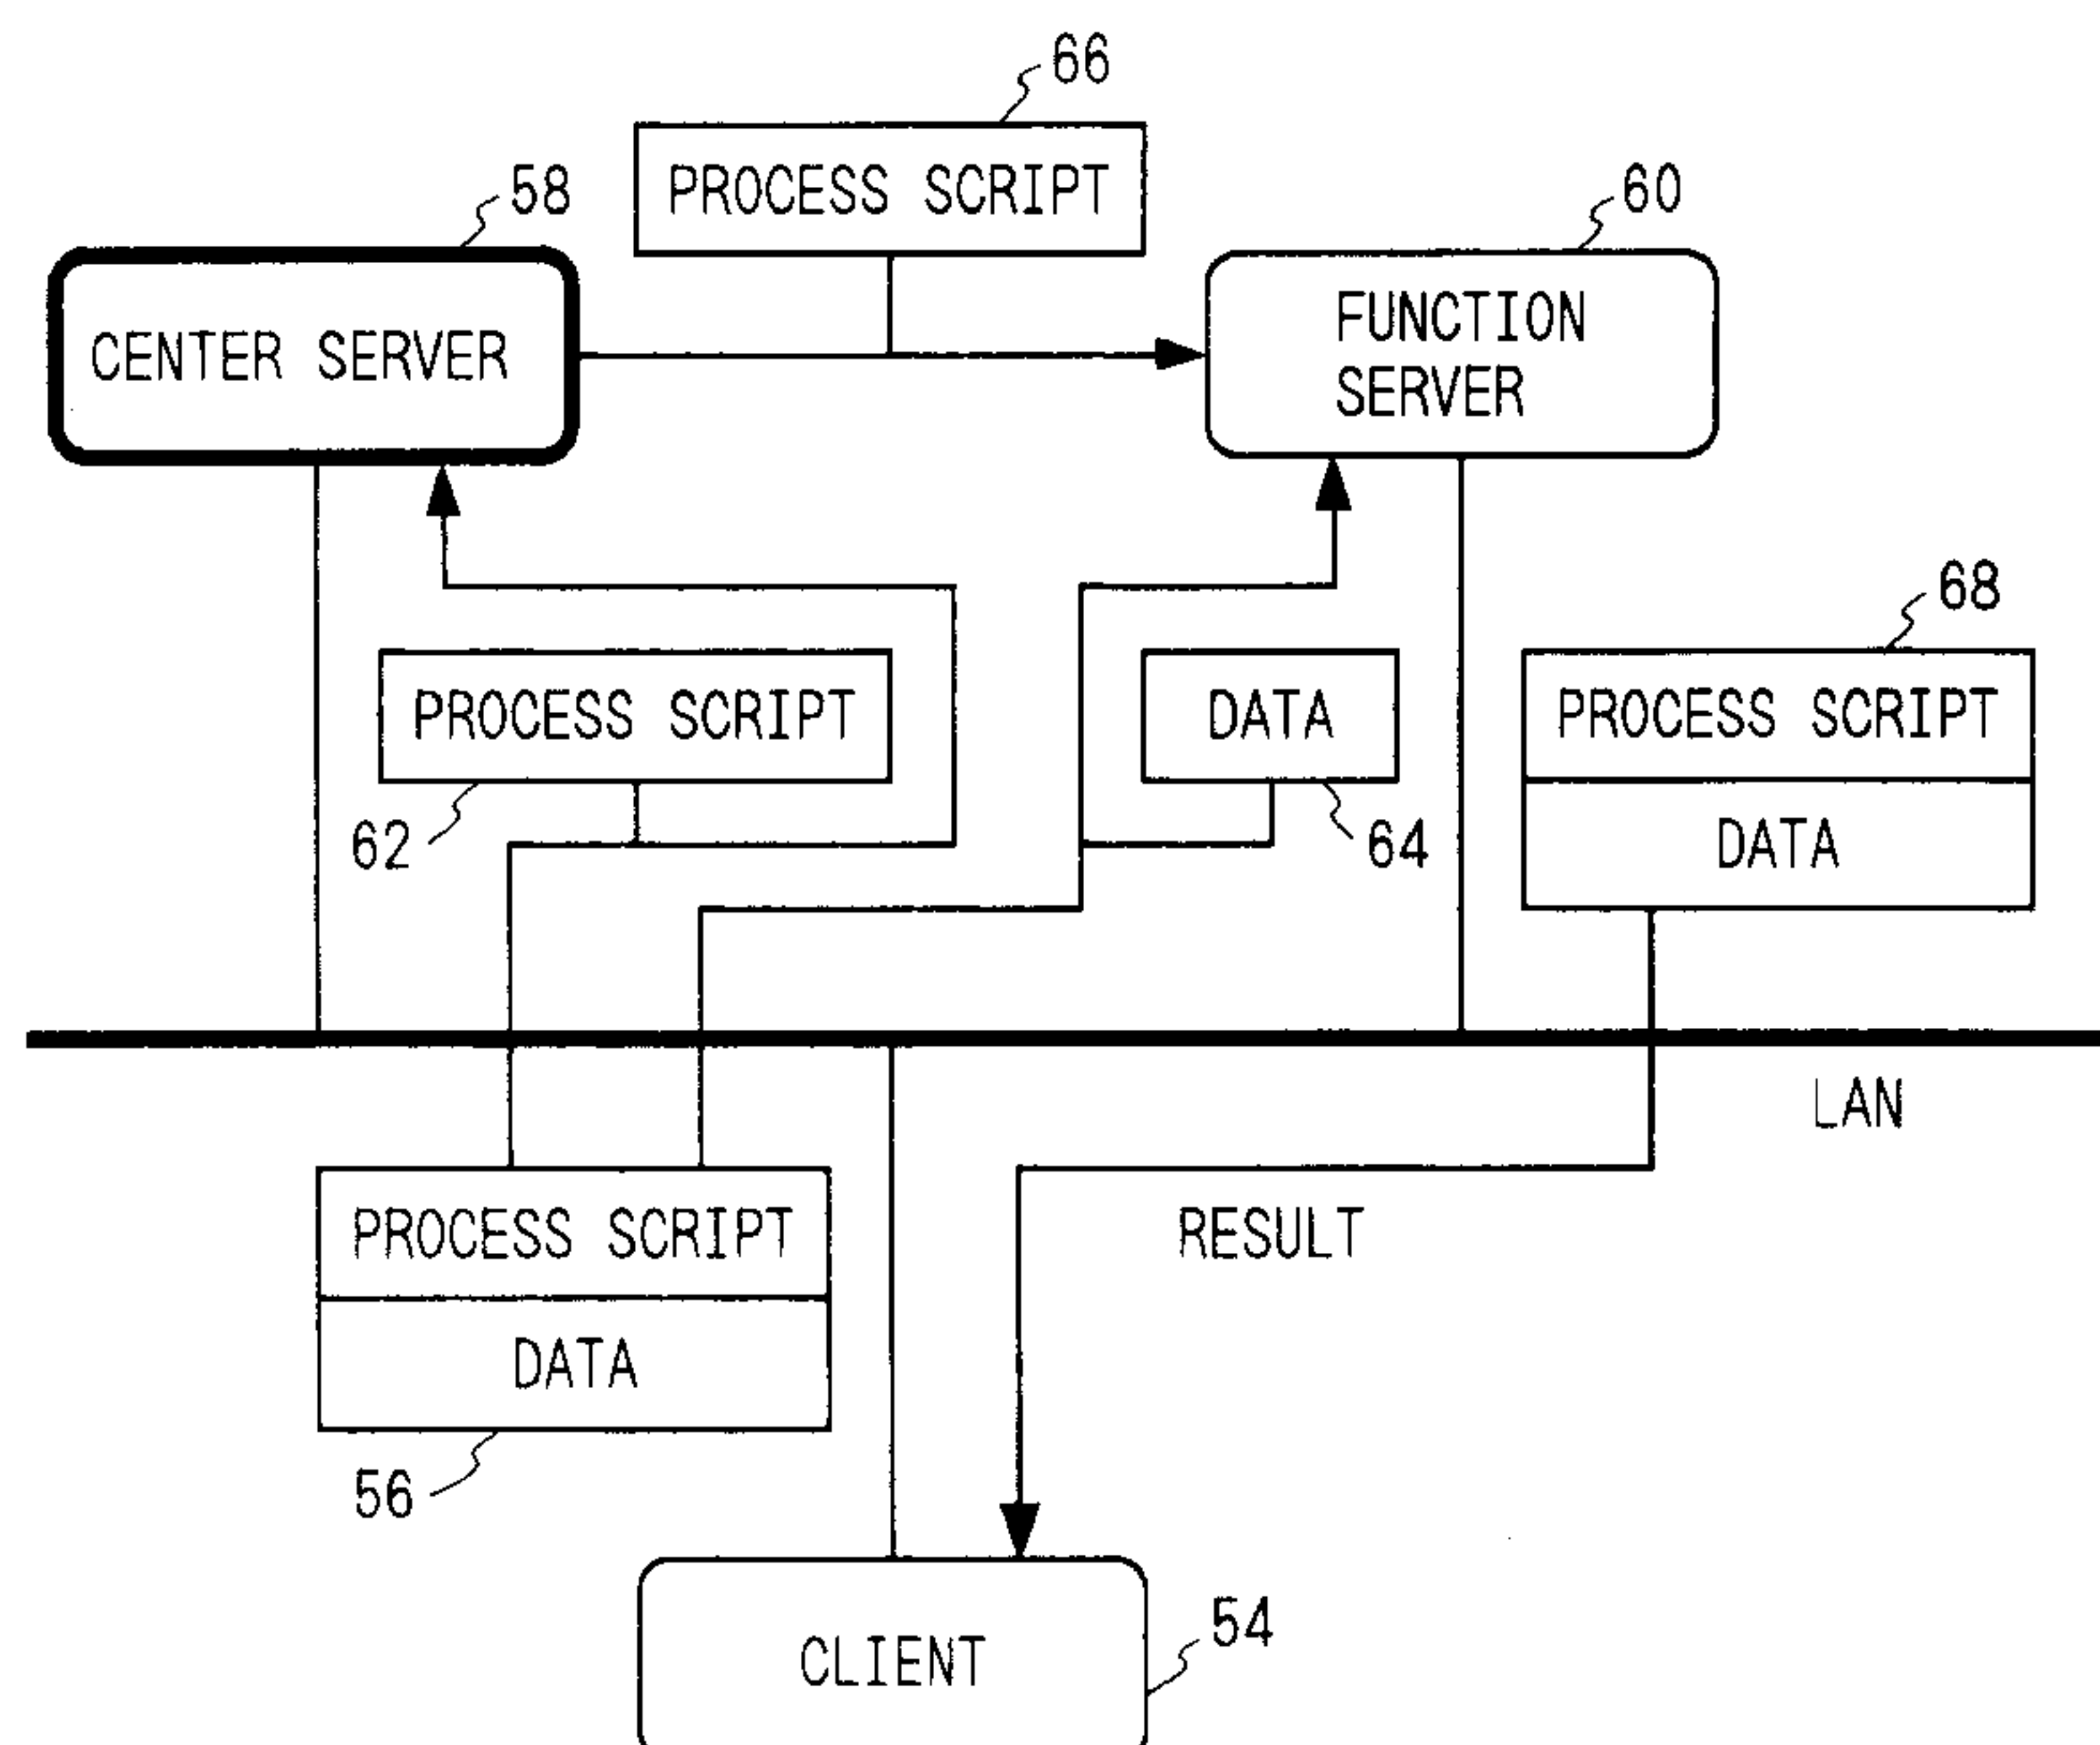 66
PROCESS SCRIPT
58
60
CENTER SERVER
FUNCTION
SERVER
68
PROCESS SCRIPT
DATA
PROCESS SCRIPT
62
64
DATA
LAN
PROCESS SCRIPT
RESULT
DATA
56
54
CLIENT